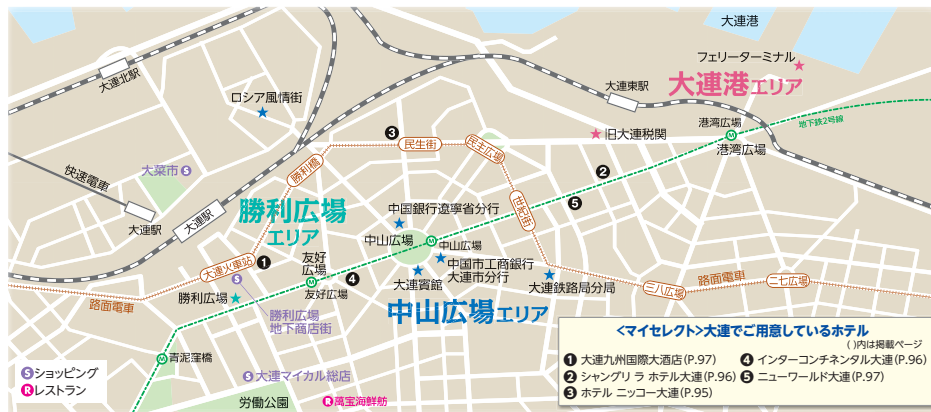 大連港
フェリーターミナル
大連港エリア
大連北駅
大連東駅
ロシア風情街
港湾広場
地下鉄2号線
旧大連税関
港湾広場
❸
民生街
民主広場
大菜市Ⓢ
勝利橋
❷
快速電車
世紀街
❺
大連駅
大連駅
勝利広場
エリア
中国銀行遼寧省分行
中山広場
中山広場
大連火車站
❶
友好
広場
❹
中国市工商銀行
大連市分行
大連賓館
大連鉄路局分局
路面電車
二七広場
三八広場
路面電車
勝利広場
Ⓢ
友好広場
勝利広場
地下商店街
中山広場エリア
青泥窪橋
Ⓢショッピング
Ⓡレストラン
Ⓢ大連マイカル総店
労働公園
Ⓡ萬宝海鮮舫
<マイセレクト>大連でご用意しているホテル
( )内は掲載ページ
❶ 大連九州国際大酒店(P.97)
❷ シャングリ ラ ホテル大連(P.96)
❸ ホテル ニッコー大連(P.95)
❹ インターコンチネンタル大連(P.96)
❺ ニューワールド大連(P.97)